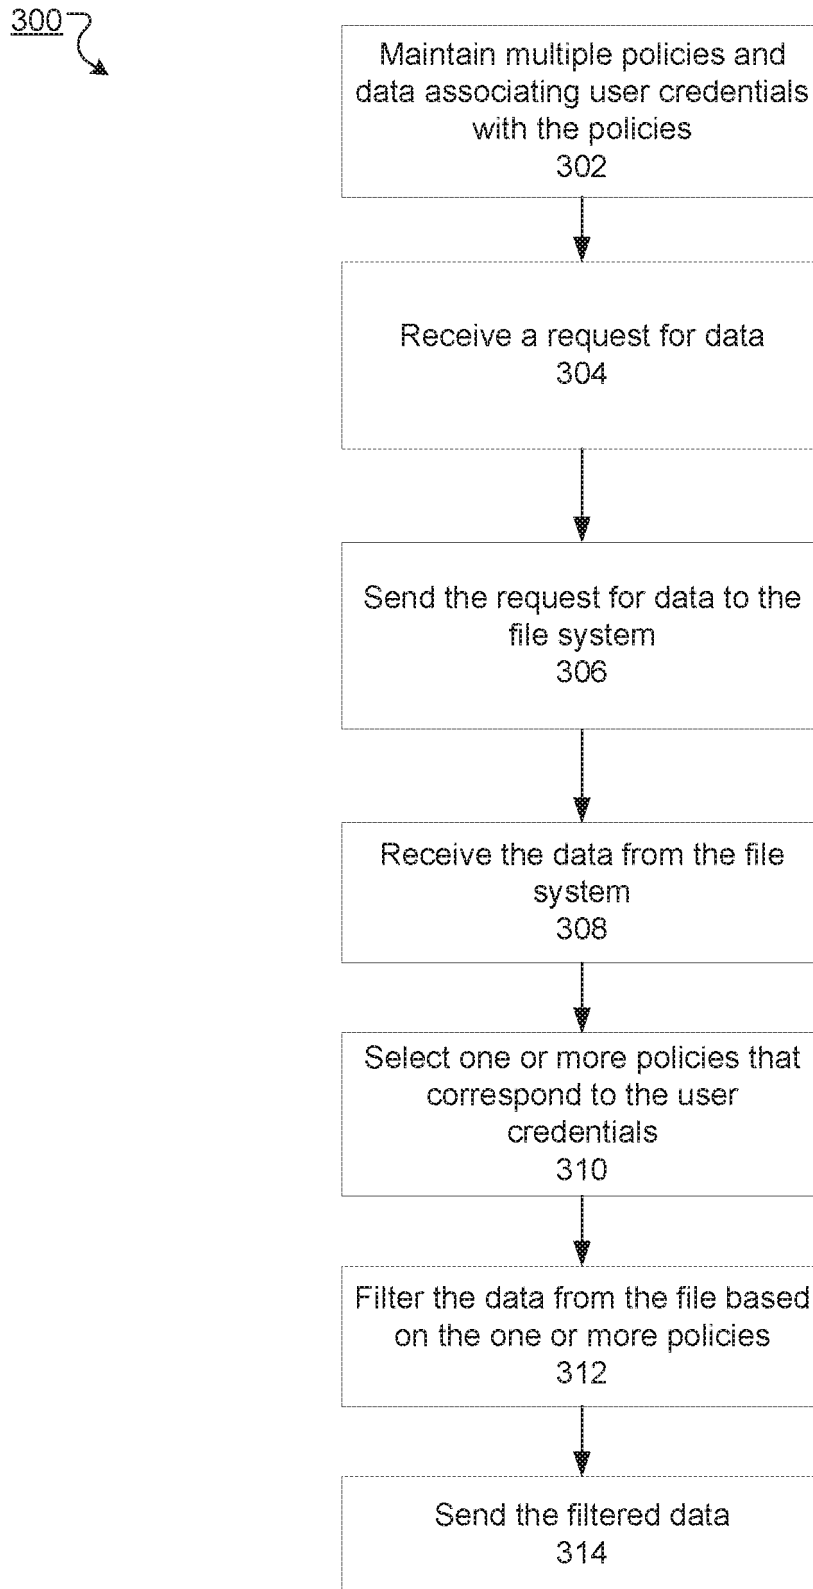 300
Maintain multiple policies and
data associating user credentials
with the policies
302
Receive a request for data
304
Send the request for data to the
file system
306
Receive the data from the file
system
308
Select one or more policies that
correspond to the user
credentials
310
Filter the data from the file based
on the one or more policies
312
Send the filtered data
314